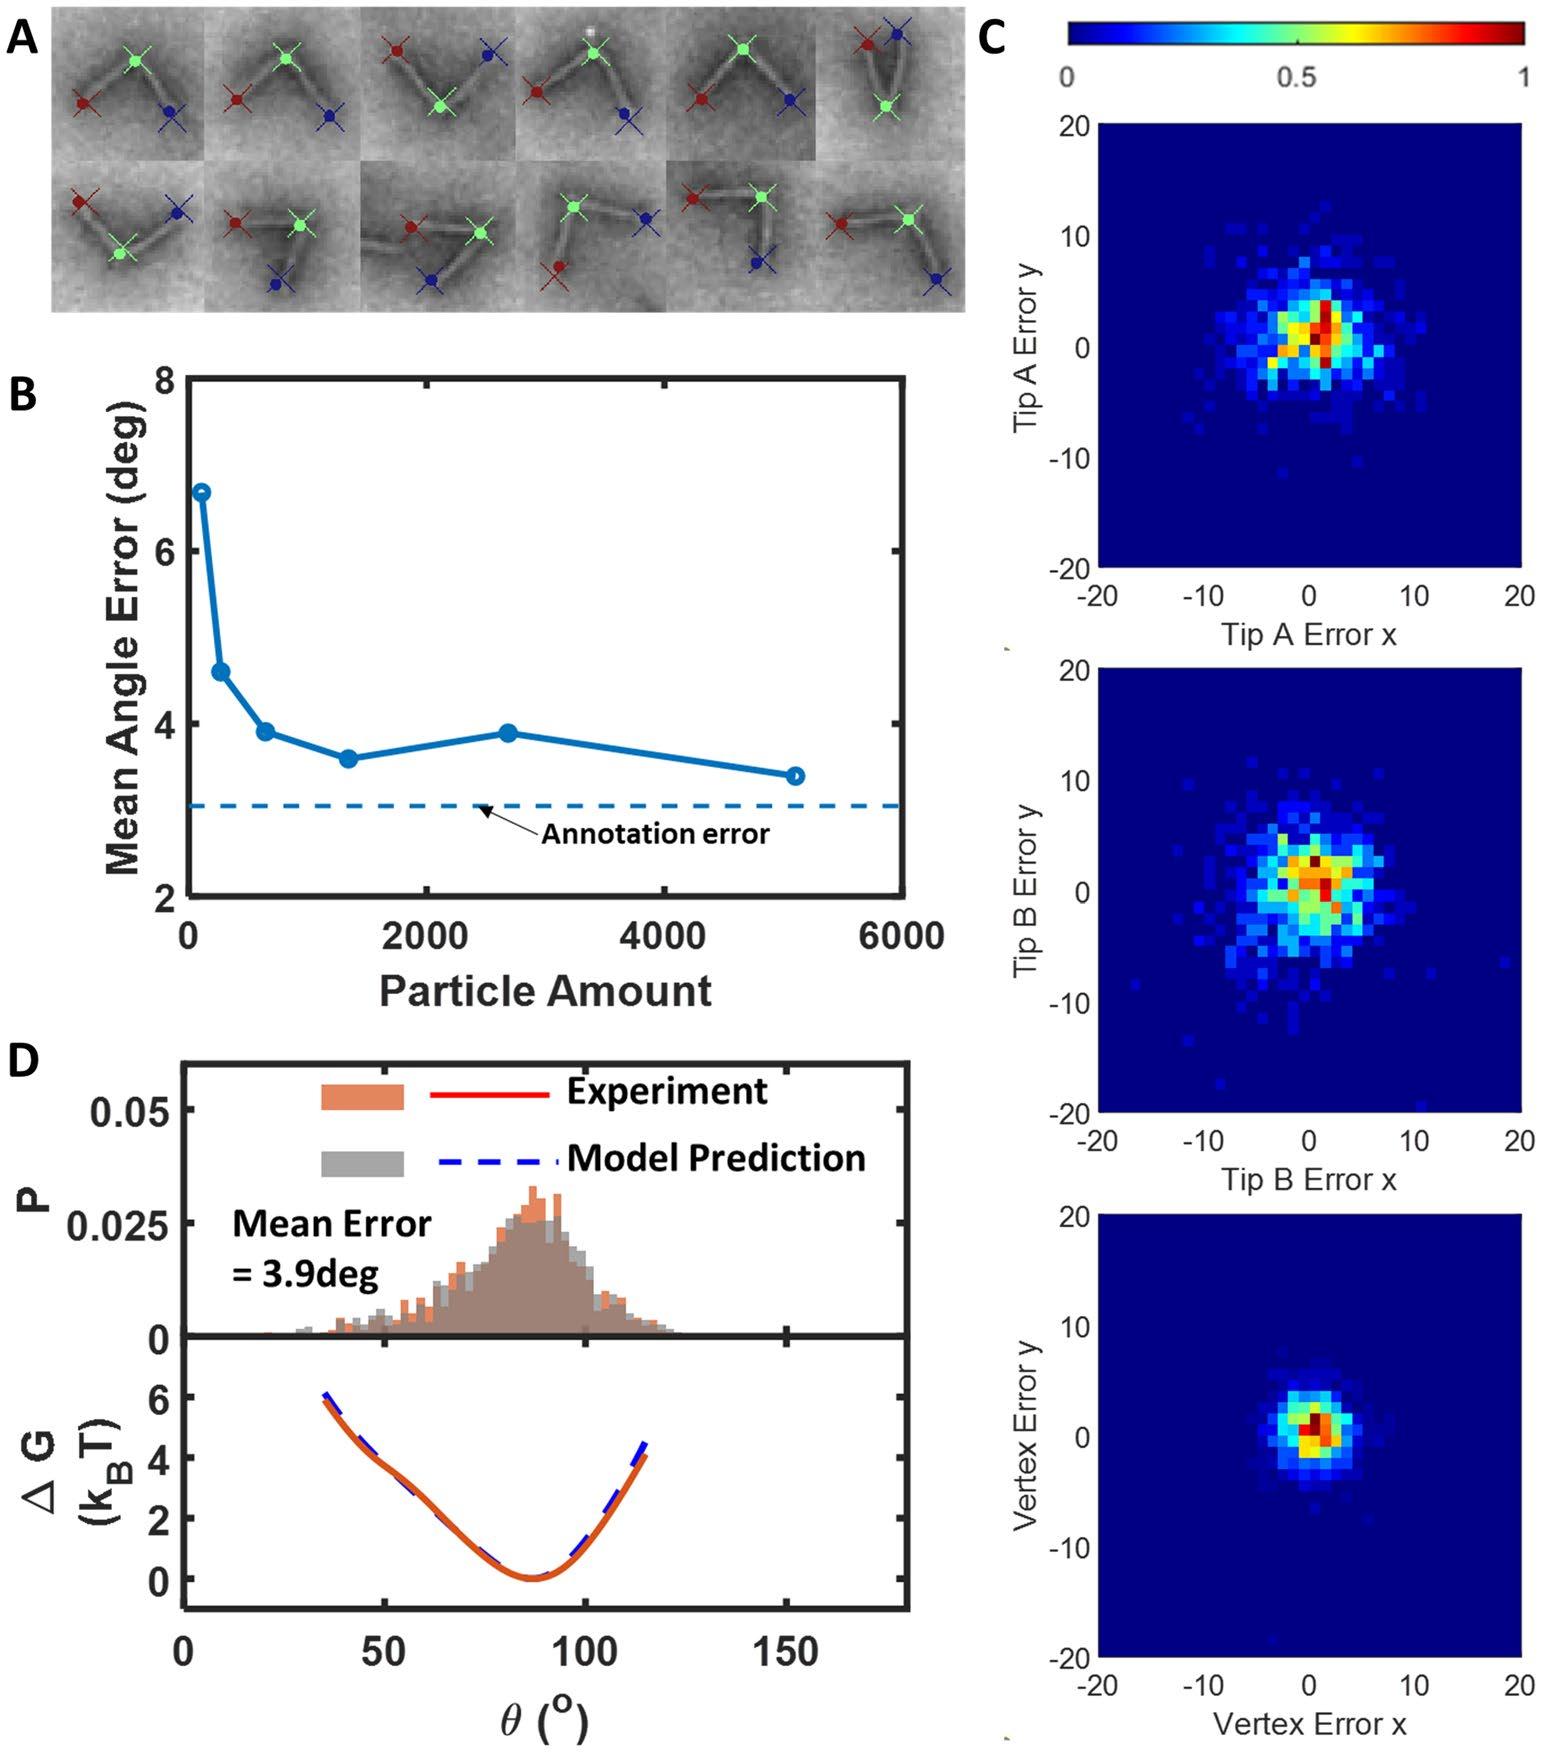 A
B
8
6
4
2
Mean Angle Error (deg)
Annotation error
0 2000 4000 6000
Particle Amount
C
0 0.5 1
20
10
0
-10
-20
Tip A Error y
-20 -10 0 10 20
Tip A Error x
20
10
0
-10
-20
Tip B Error y
-20 -10 0 10 20
Tip B Error x
20
10
0
-10
-20
Vertex Error y
-20 -10 0 10 20
Vertex Error x
D
Experiment
Model Prediction
Mean Error
= 3.9deg
0.05
0.025
0
P
6
4
2
0
Δ G
(kBT)
0 50 100 150
θ (o)